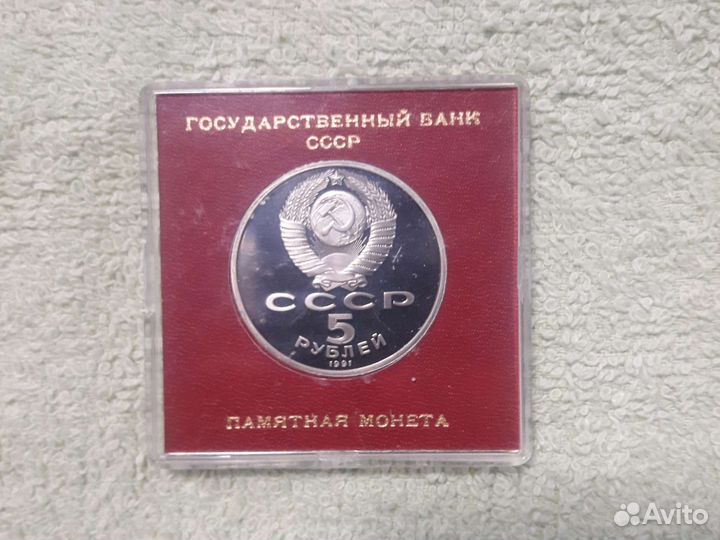 ГОСУДАРСТВЕННЫЙ БАНК
СССР
СССР
5
РУБЛЕЙ
1991
ПАМЯТНАЯ МОНЕТА
Avito